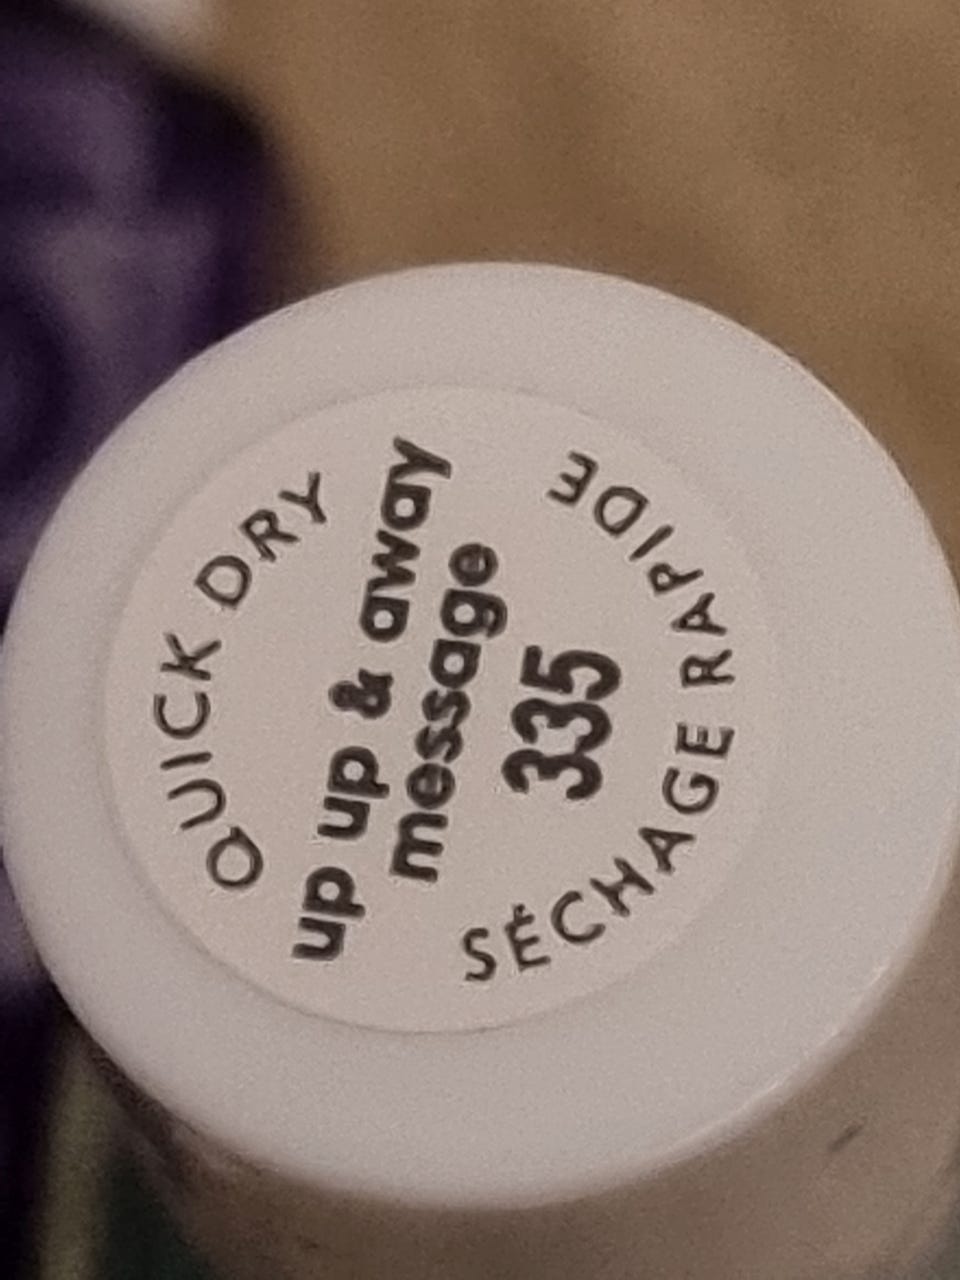 QUICK DRY
up up & away
message
335
SÉCHAGE RAPIDE